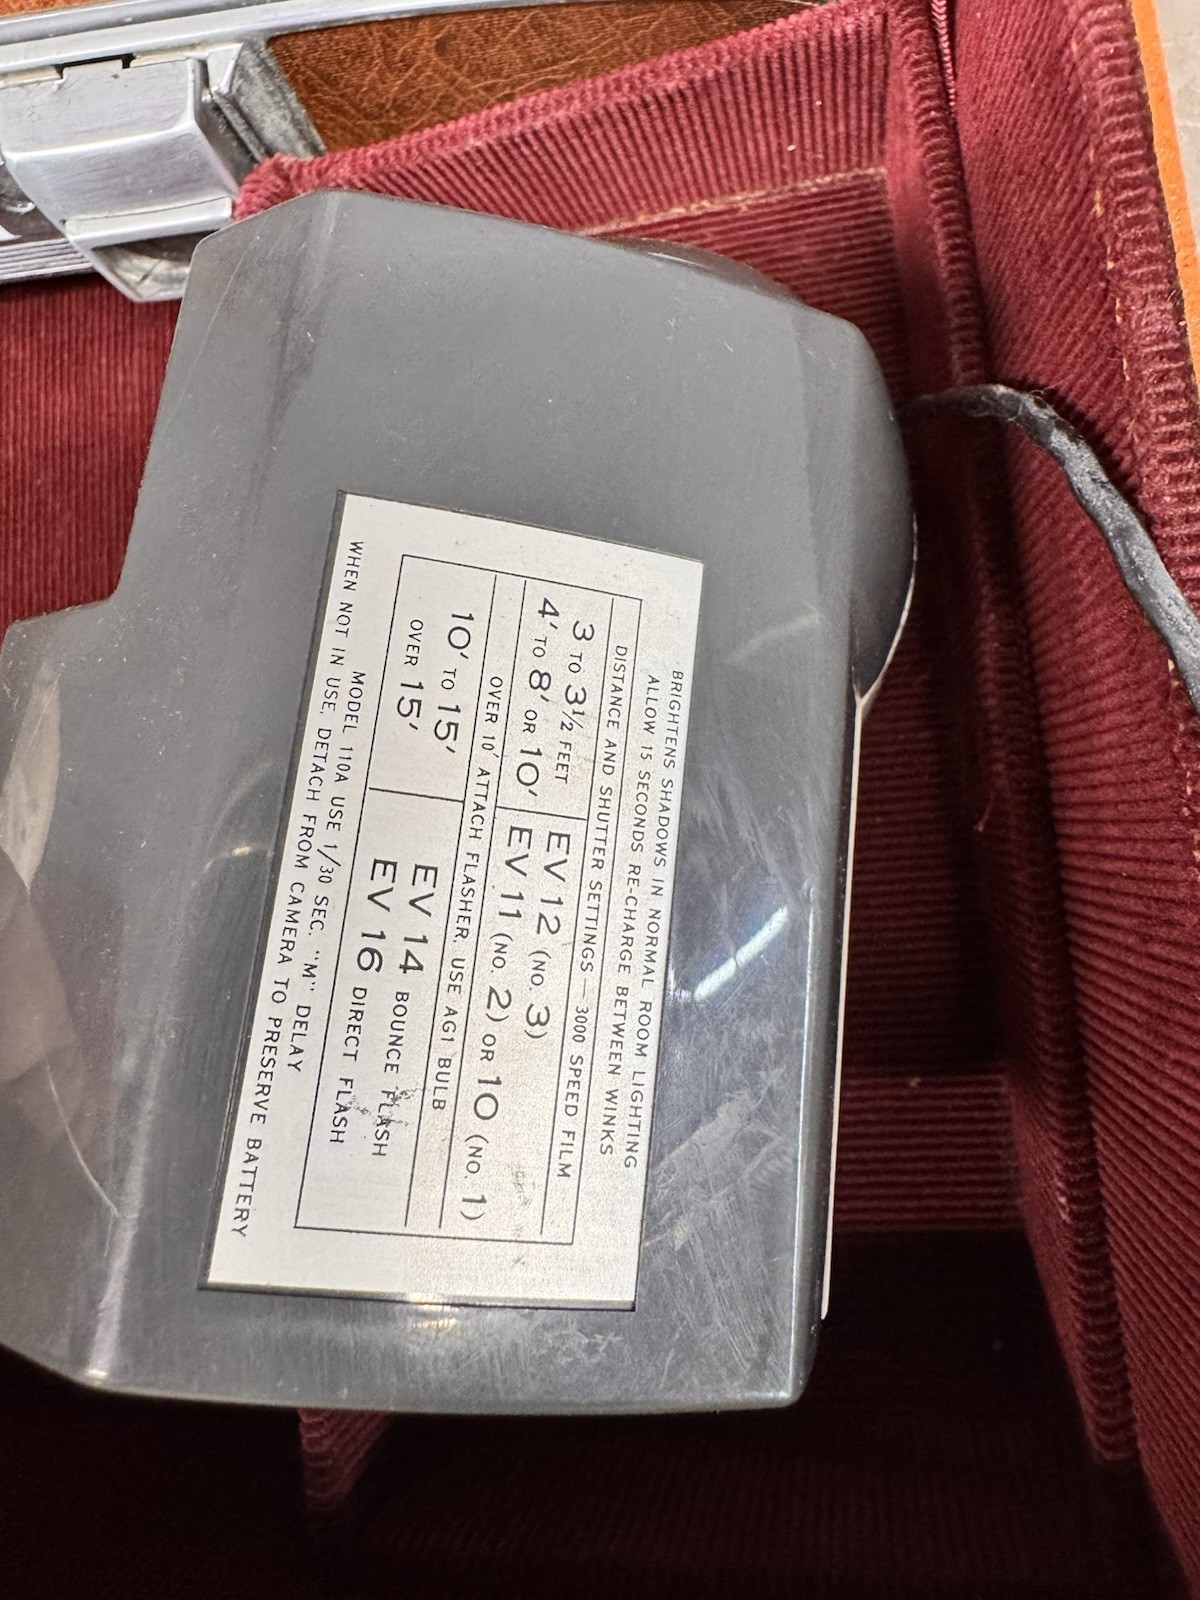 BRIGHTENS SHADOWS IN NORMAL ROOM LIGHTING
ALLOW 15 SECONDS RE-CHARGE BETWEEN WINKS
DISTANCE AND SHUTTER SETTINGS — 3000 SPEED FILM
3 TO 3½ FEET EV 12 (NO. 3)
4' TO 8' OR 10' EV 11 (NO. 2) OR 10 (NO. 1)
OVER 10' ATTACH FLASHER. USE AG1 BULB
10' TO 15' EV 14 BOUNCE FLASH
OVER 15' EV 16 DIRECT FLASH
MODEL 110A USE 1/30 SEC. "M" DELAY
WHEN NOT IN USE, DETACH FROM CAMERA TO PRESERVE BATTERY